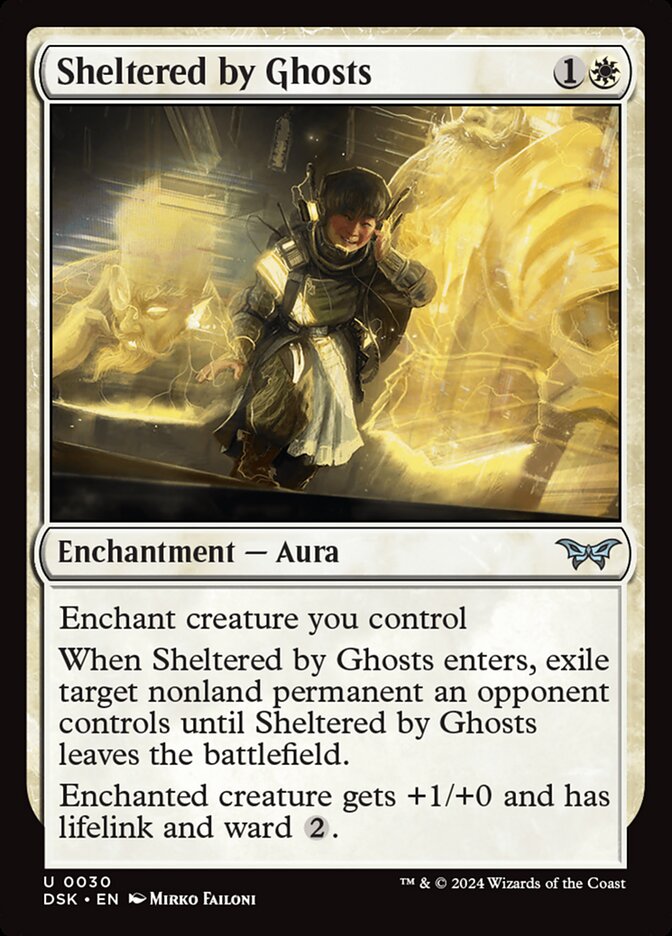 Sheltered by Ghosts 1
Enchantment — Aura
Enchant creature you control
When Sheltered by Ghosts enters, exile
target nonland permanent an opponent
controls until Sheltered by Ghosts
leaves the battlefield.
Enchanted creature gets +1/+0 and has
lifelink and ward 2.
U 0030
DSK • EN Mirko Failoni
™ & © 2024 Wizards of the Coast